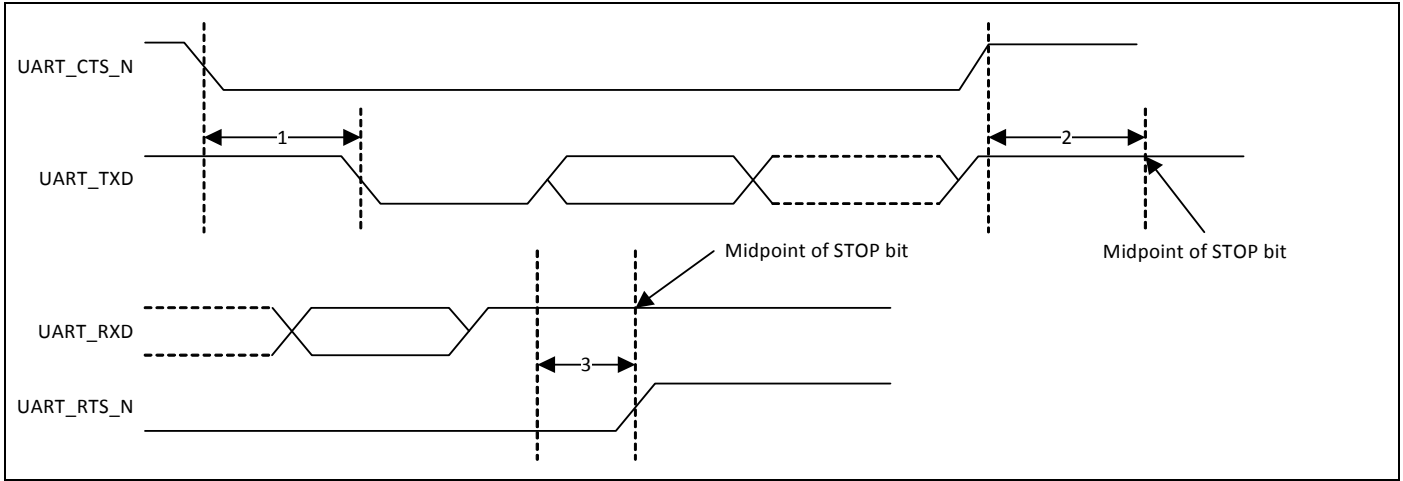 UART_CTS_N
1
2
UART_TXD
Midpoint of STOP bit
Midpoint of STOP bit
UART_RXD
3
UART_RTS_N